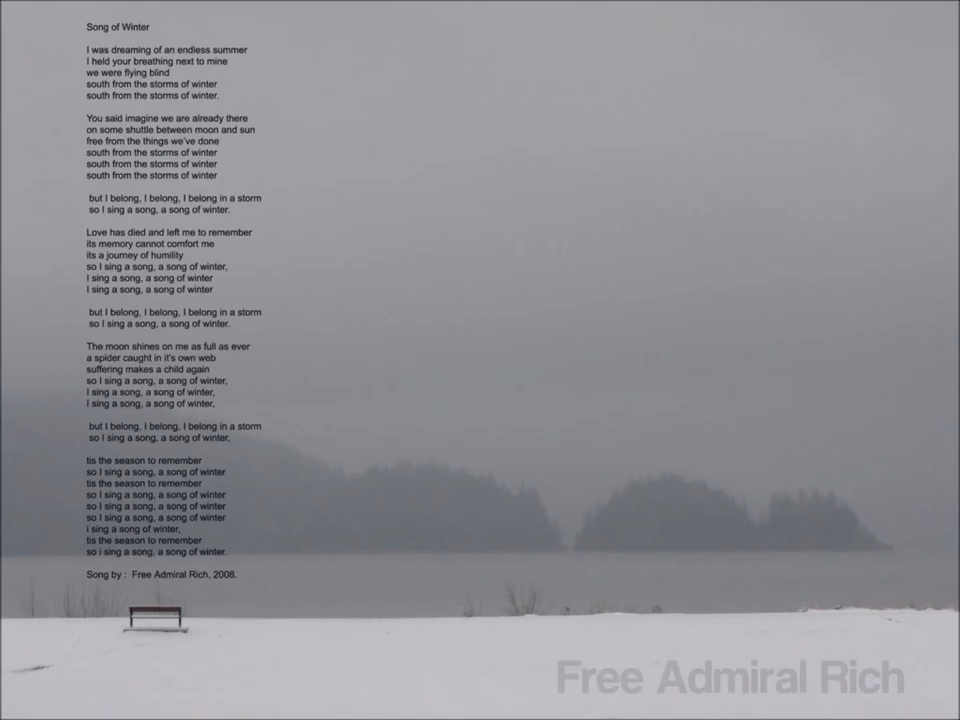 Song of Winter
I was dreaming of an endless summer
I held your breathing next to mine
we were flying blind
south from the storms of winter
south from the storms of winter.
You said imagine we are already there
on some shuttle between moon and sun
free from the things we've done
south from the storms of winter
south from the storms of winter
south from the storms of winter
but I belong, I belong, I belong in a storm
so I sing a song, a song of winter.
Love has died and left me to remember
its memory cannot comfort me
its a journey of humility
so I sing a song, a song of winter,
I sing a song, a song of winter
I sing a song, a song of winter
but I belong, I belong, I belong in a storm
so I sing a song, a song of winter.
The moon shines on me as full as ever
a spider caught in it's own web
suffering makes a child again
so I sing a song, a song of winter,
I sing a song, a song of winter,
I sing a song, a song of winter,
but I belong, I belong, I belong in a storm
so I sing a song, a song of winter,
tis the season to remember
so I sing a song, a song of winter
tis the season to remember
so I sing a song, a song of winter
so I sing a song, a song of winter
so I sing a song, a song of winter
i sing a song of winter,
tis the season to remember
so i sing a song, a song of winter.
Song by : Free Admiral Rich, 2008.
Free Admiral Rich